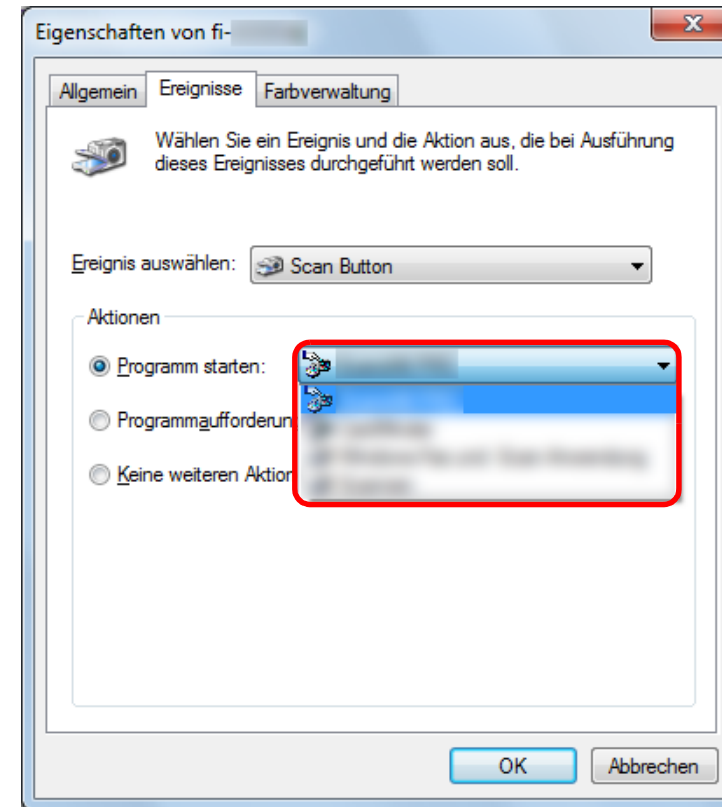 Eigenschaften von fi-
Allgemein Ereignisse Farbverwaltung
Wählen Sie ein Ereignis und die Aktion aus, die bei Ausführung
dieses Ereignisses durchgeführt werden soll.
Ereignis auswählen: Scan Button
Aktionen
Programm starten:
Programmaufforderun
Keine weiteren Aktion
OK Abbrechen